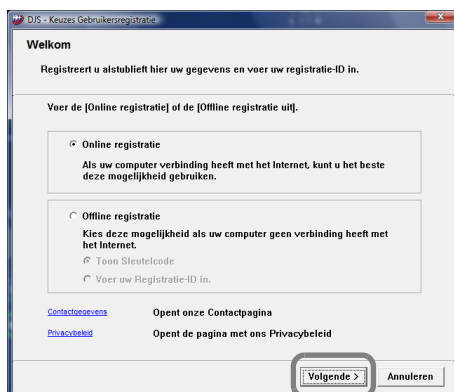 DJS - Keuzes Gebruikersregistratie
Welkom
Registreert u alstublieft hier uw gegevens en voer uw registratie-ID in.
Voer de [Online registratie] of de [Offline registratie uit].
Online registratie
Als uw computer verbinding heeft met het Internet, kunt u het beste
deze mogelijkheid gebruiken.
Offline registratie
Kies deze mogelijkheid als uw computer geen verbinding heeft met
het Internet.
Toon Sleutelcode
Voer uw Registratie-ID in.
Contactgegevens Opent onze Contactpagina
Privacybeleid Opent de pagina met ons Privacybeleid
Volgende > Annuleren